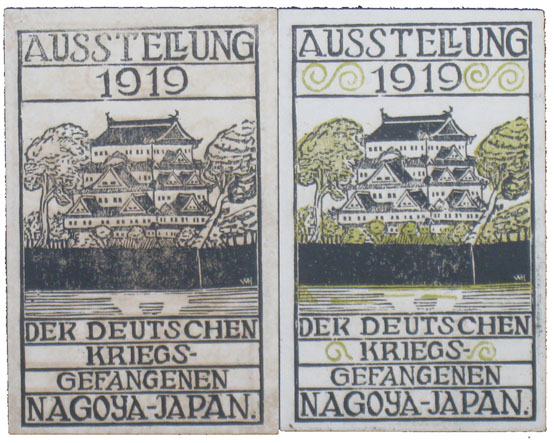 AUSSTELLUNG
1919
DER DEUTSCHEN
KRIEGS-
GEFANGENEN
NAGOYA-JAPAN.
AUSSTELLUNG
1919
DER DEUTSCHEN
KRIEGS-
GEFANGENEN
NAGOYA-JAPAN.